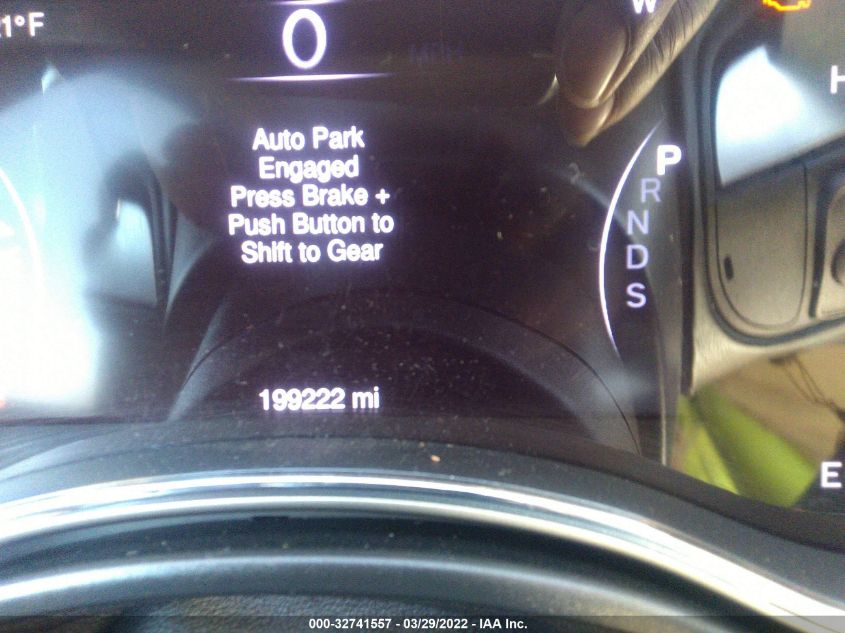 1°F
0
W
H
Auto Park
Engaged
Press Brake +
Push Button to
Shift to Gear
P
R
N
D
S
199222 mi
E
000-32741557 - 03/29/2022 - IAA Inc.